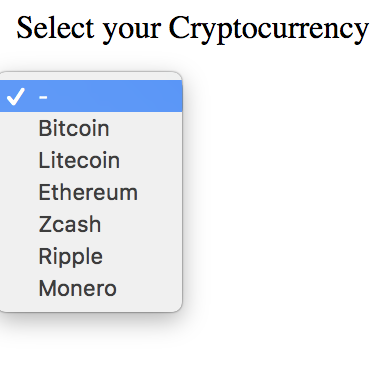 Select your Cryptocurrency
✓ -
Bitcoin
Litecoin
Ethereum
Zcash
Ripple
Monero